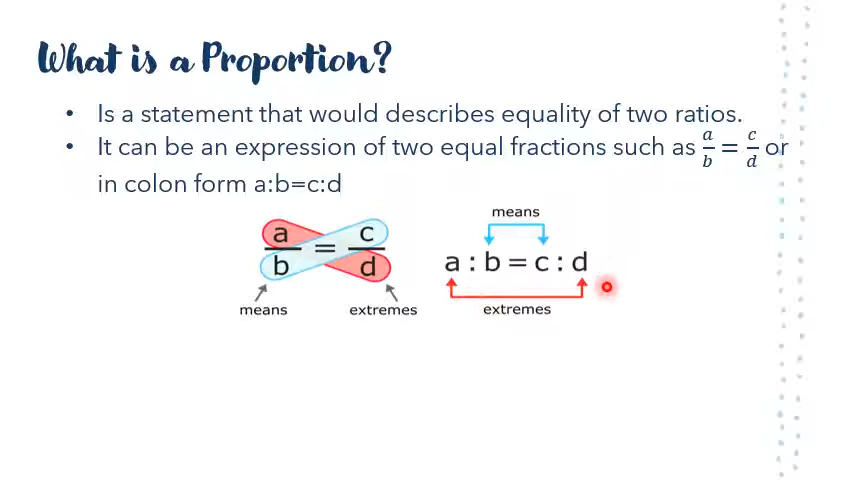 What is a Proportion?
• Is a statement that would describes equality of two ratios.
• It can be an expression of two equal fractions such as a/b = c/d or
in colon form a:b=c:d
a/b = c/d
means
extremes
means
a : b = c : d
extremes